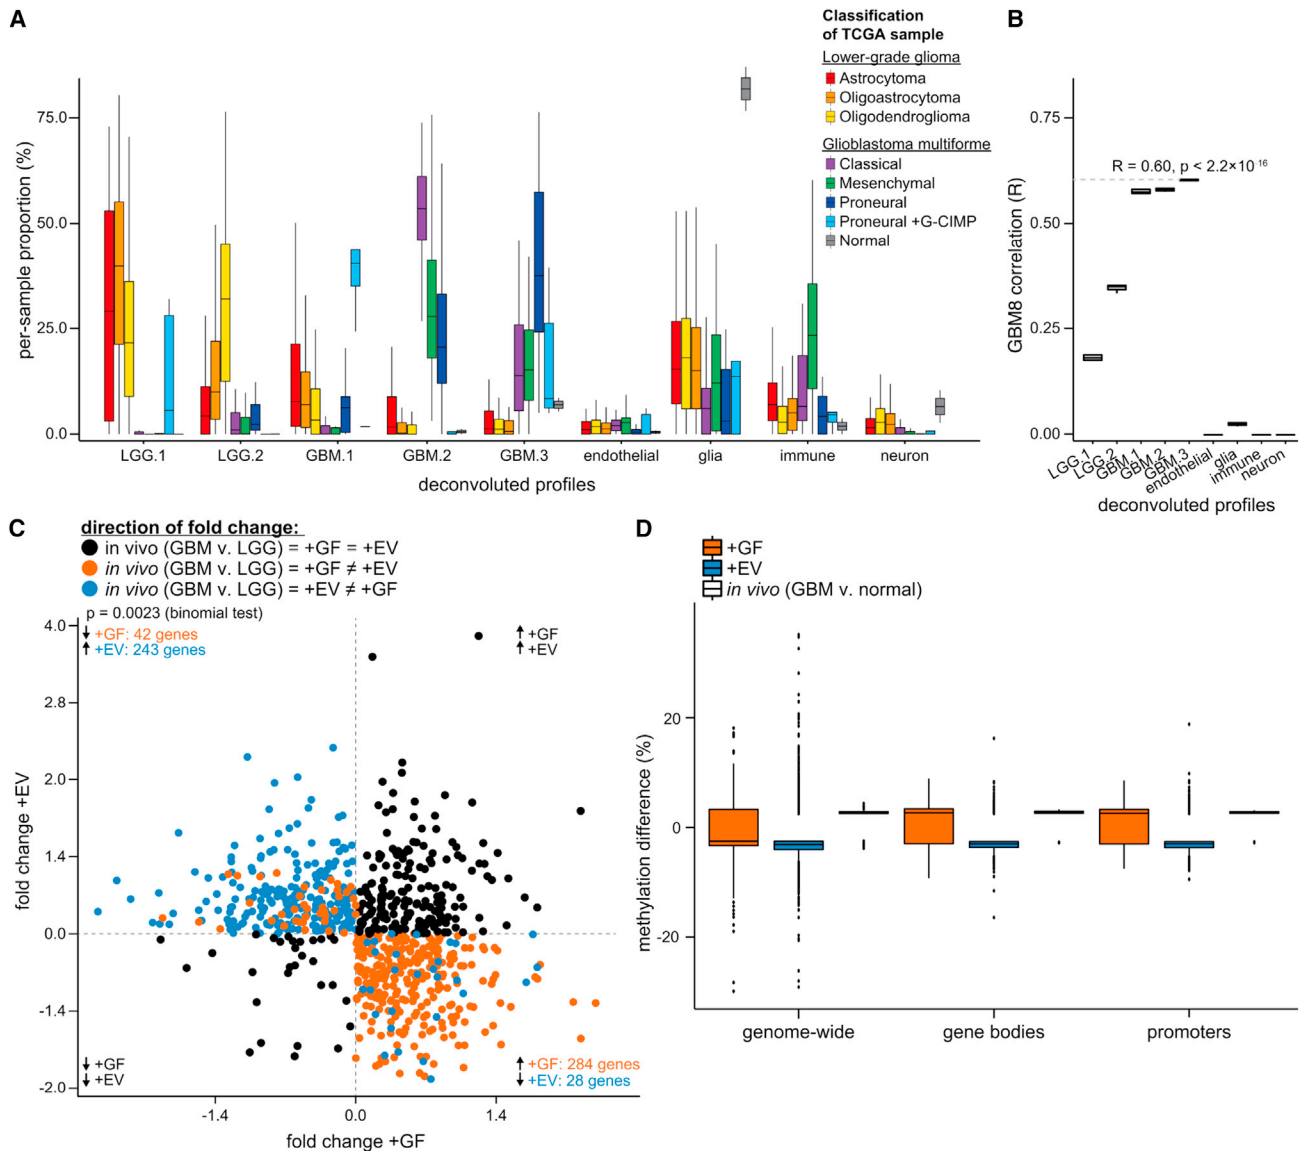 A
Classification
of TCGA sample
Lower-grade glioma
Astrocytoma
Oligoastrocytoma
Oligodendroglioma
Glioblastoma multiforme
Classical
Mesenchymal
Proneural
Proneural +G-CIMP
Normal
per-sample proportion (%)
75.0
50.0
25.0
0.0
LGG.1 LGG.2 GBM.1 GBM.2 GBM.3 endothelial glia immune neuron
deconvoluted profiles
B
GBM8 correlation (R)
0.75
0.50
0.25
0.00
R = 0.60, p < 2.2×10-16
LGG.1 LGG.2 GBM.1 GBM.2 GBM.3 endothelial glia immune neuron
deconvoluted profiles
C
direction of fold change:
in vivo (GBM v. LGG) = +GF = +EV
in vivo (GBM v. LGG) = +GF ≠ +EV
in vivo (GBM v. LGG) = +EV ≠ +GF
p = 0.0023 (binomial test)
↓ +GF: 42 genes
↑ +EV: 243 genes
↑ +GF
↑ +EV
fold change +EV
4.0
2.8
2.0
1.4
0.0
-1.4
-2.0
↓ +GF
↓ +EV
↑ +GF: 284 genes
↓ +EV: 28 genes
-1.4 0.0 1.4
fold change +GF
D
+GF
+EV
in vivo (GBM v. normal)
methylation difference (%)
20
0
-20
genome-wide gene bodies promoters